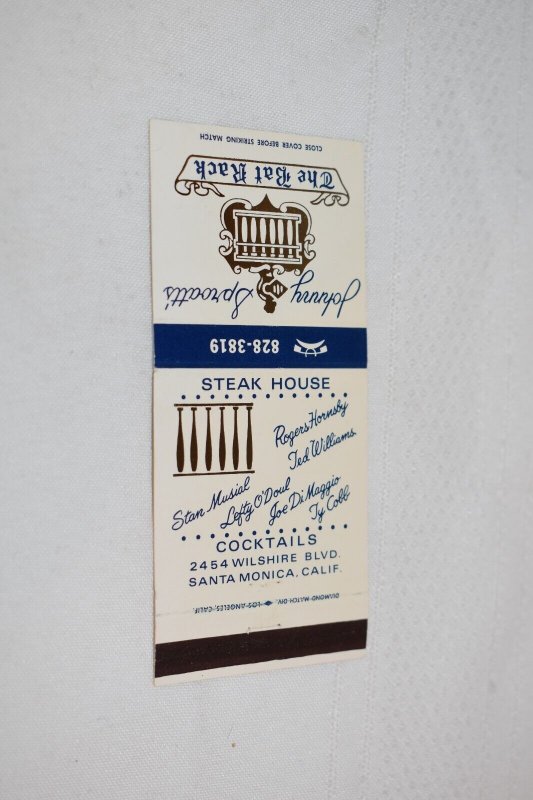 CLOSE COVER BEFORE STRIKING MATCH
The Bat Rack
Johnny Sproatt's
828-3819
STEAK HOUSE
Rogers Hornsby
Ted Williams
Stan Musial
Lefty O'Doul
Joe DiMaggio
Ty Cobb
COCKTAILS
2454 WILSHIRE BLVD.
SANTA MONICA, CALIF.
DIAMOND MATCH DIV. LOS ANGELES, CALIF.